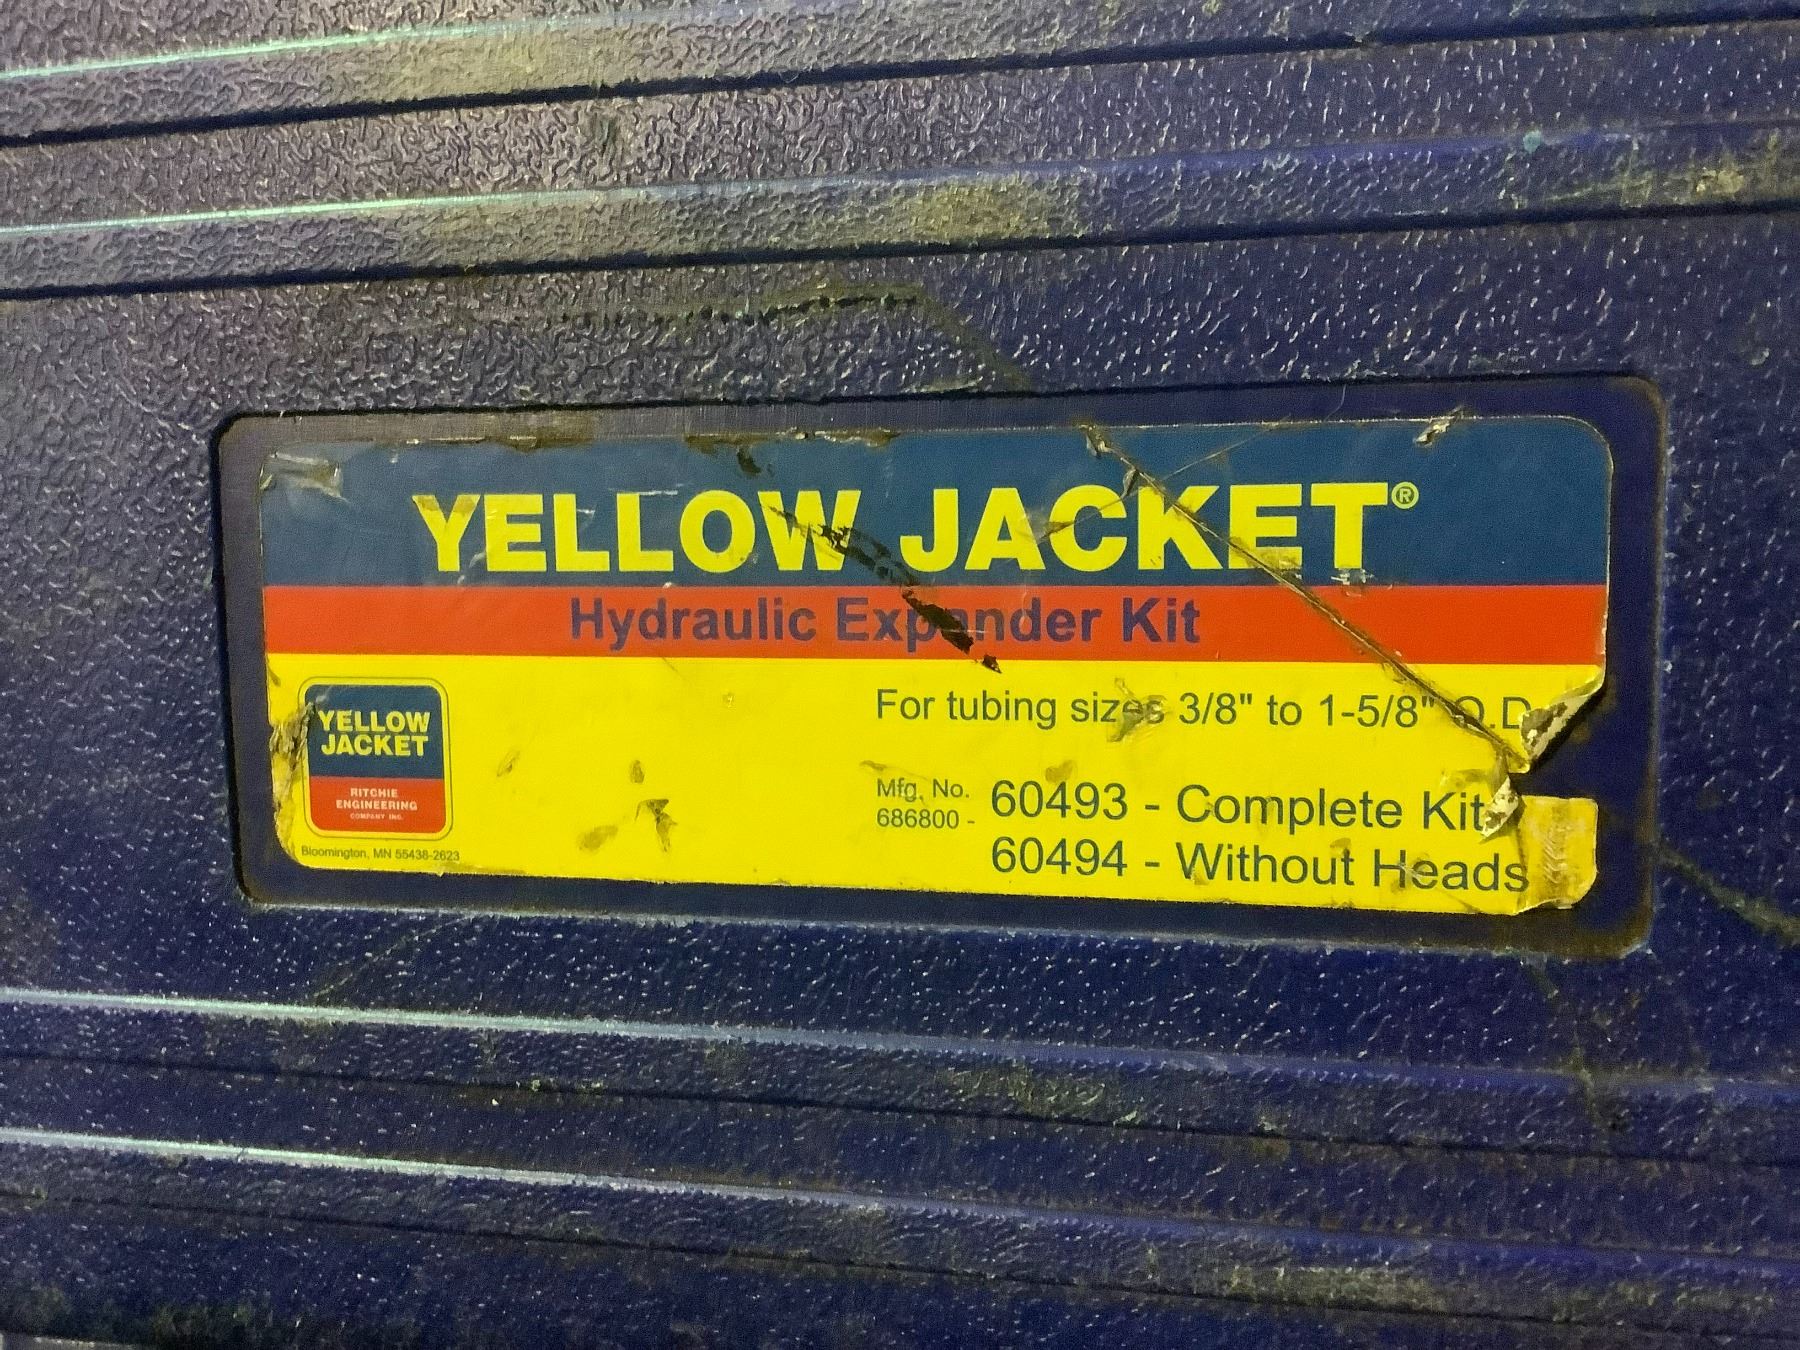 YELLOW JACKET®
Hydraulic Expander Kit
For tubing sizes 3/8" to 1-5/8" O.D.
YELLOW
JACKET
RITCHIE
ENGINEERING
COMPANY INC.
Bloomington, MN 55438-2623
Mfg. No.
686800 -
60493 - Complete Kit
60494 - Without Heads